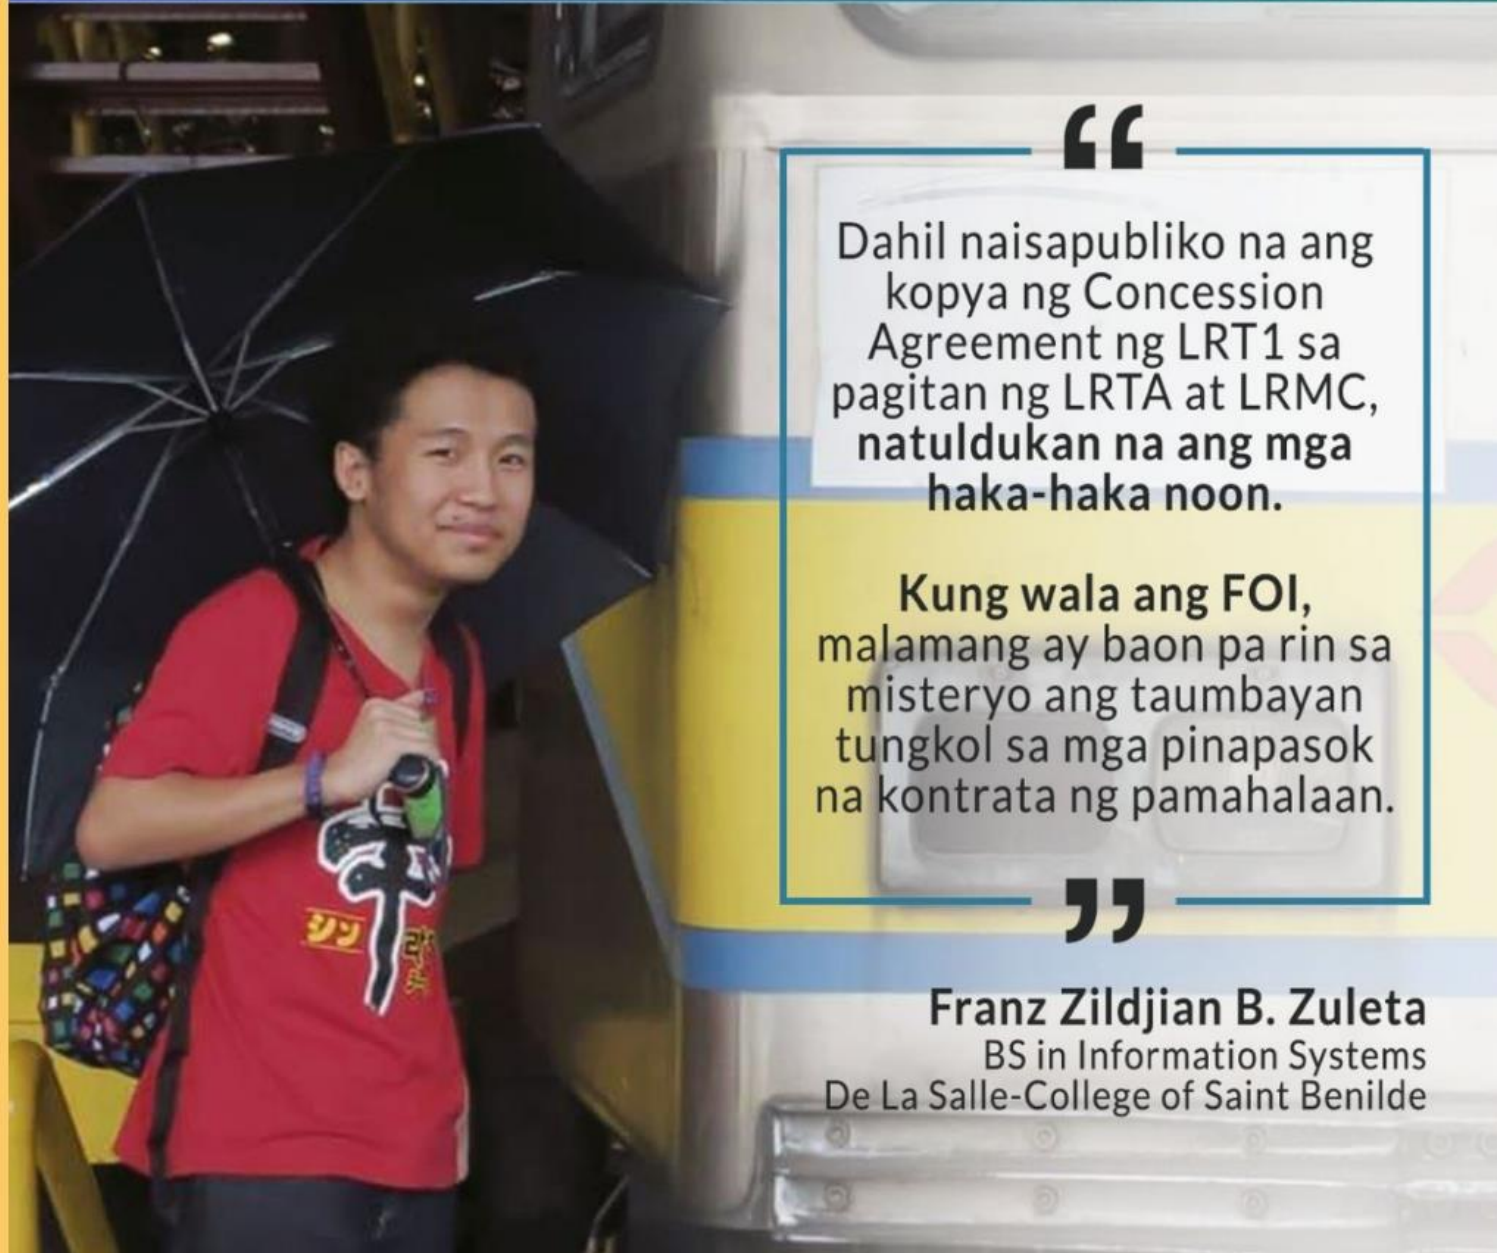 “
Dahil naisapubliko na ang
kopya ng Concession
Agreement ng LRT1 sa
pagitan ng LRTA at LRMC,
natuldukan na ang mga
haka-haka noon.
Kung wala ang FOI,
malamang ay baon pa rin sa
misteryo ang taumbayan
tungkol sa mga pinapasok
na kontrata ng pamahalaan.
”
Franz Zildjian B. Zuleta
BS in Information Systems
De La Salle-College of Saint Benilde
シン